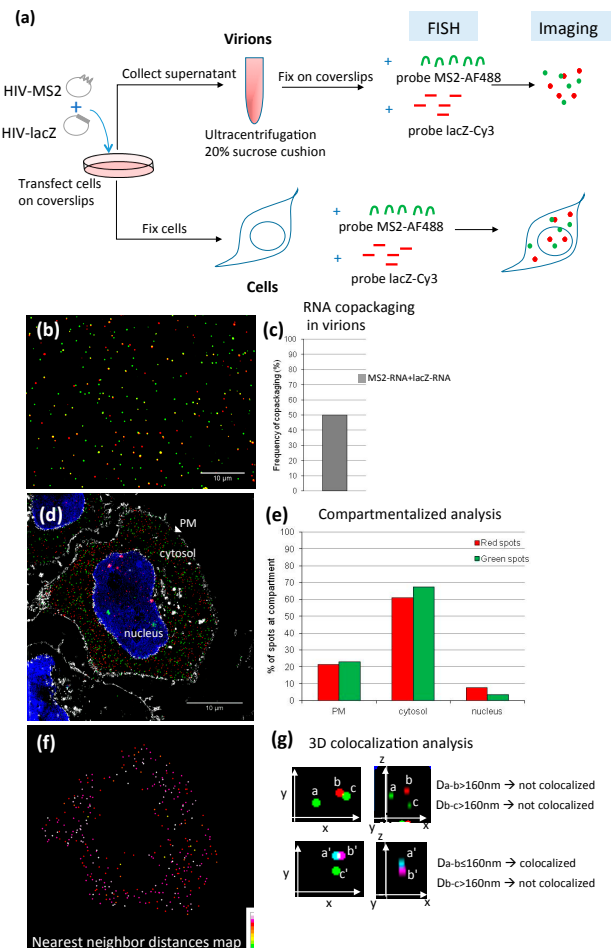 (a)
Virions
FISH
Imaging
HIV-MS2
+
HIV-lacZ
Transfect cells
on coverslips
Collect supernatant
Ultracentrifugation
20% sucrose cushion
Fix on coverslips
+
probe MS2-AF488
+
probe lacZ-Cy3
Fix cells
Cells
+
probe MS2-AF488
+
probe lacZ-Cy3
(b)
10 µm
(c)
RNA copackaging
in virions
Frequency of copackaging (%)
100
90
80
70
60
50
40
30
20
10
0
MS2-RNA+lacZ-RNA
(d)
PM
cytosol
nucleus
10 µm
(e) Compartmentalized analysis
% of spots at compartment
100
90
80
70
60
50
40
30
20
10
0
Red spots
Green spots
PM cytosol nucleus
(f)
Nearest neighbor distances map
(g) 3D colocalization analysis
y
x
a
b
c
z
y
x
a
b
c
Da-b>160nm → not colocalized
Db-c>160nm → not colocalized
y
x
a'
b'
c'
z
y
x
a'
b'
Da-b≤160nm → colocalized
Db-c>160nm → not colocalized